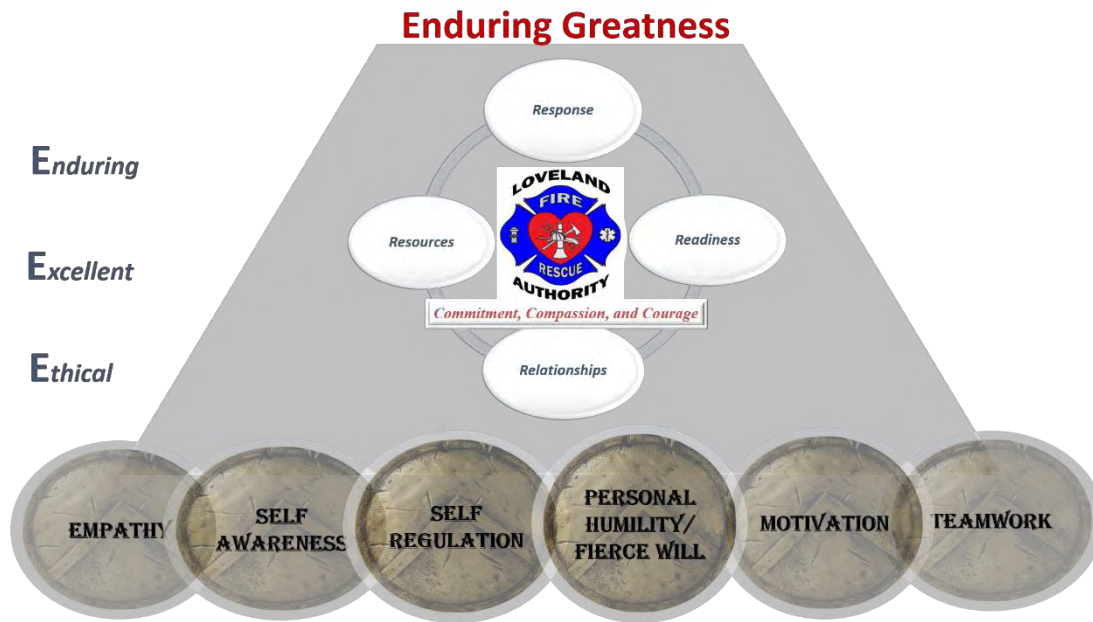 Enduring Greatness
Response
Enduring
LOVELAND
FIRE
Resources
Readiness
Excellent
RESCUE
AUTHORITY
Commitment, Compassion, and Courage
Ethical
Relationships
EMPATHY
SELF
AWARENESS
SELF
REGULATION
PERSONAL
HUMILITY/
FIERCE WILL
MOTIVATION
TEAMWORK